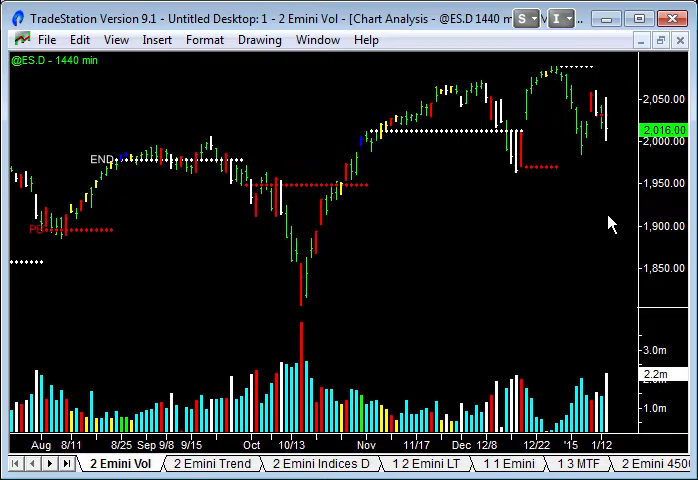 TradeStation Version 9.1 - Untitled Desktop: 1 - 2 Emini Vol - [Chart Analysis - @ES.D 1440 m
S
I
File Edit View Insert Format Drawing Window Help
@ES.D - 1440 min
2,050.00
2,016.00
2,000.00
END
1,950.00
1,900.00
1,850.00
3.0m
2.2m
1.0m
Aug 8/11 8/25 Sep 9/8 9/15 Oct 10/13 Nov 11/17 Dec 12/8 12/22 '15 1/12
2 Emini Vol 2 Emini Trend 2 Emini Indices D 1 2 Emini LT 1 1 Emini 1 3 MTF 2 Emini 450